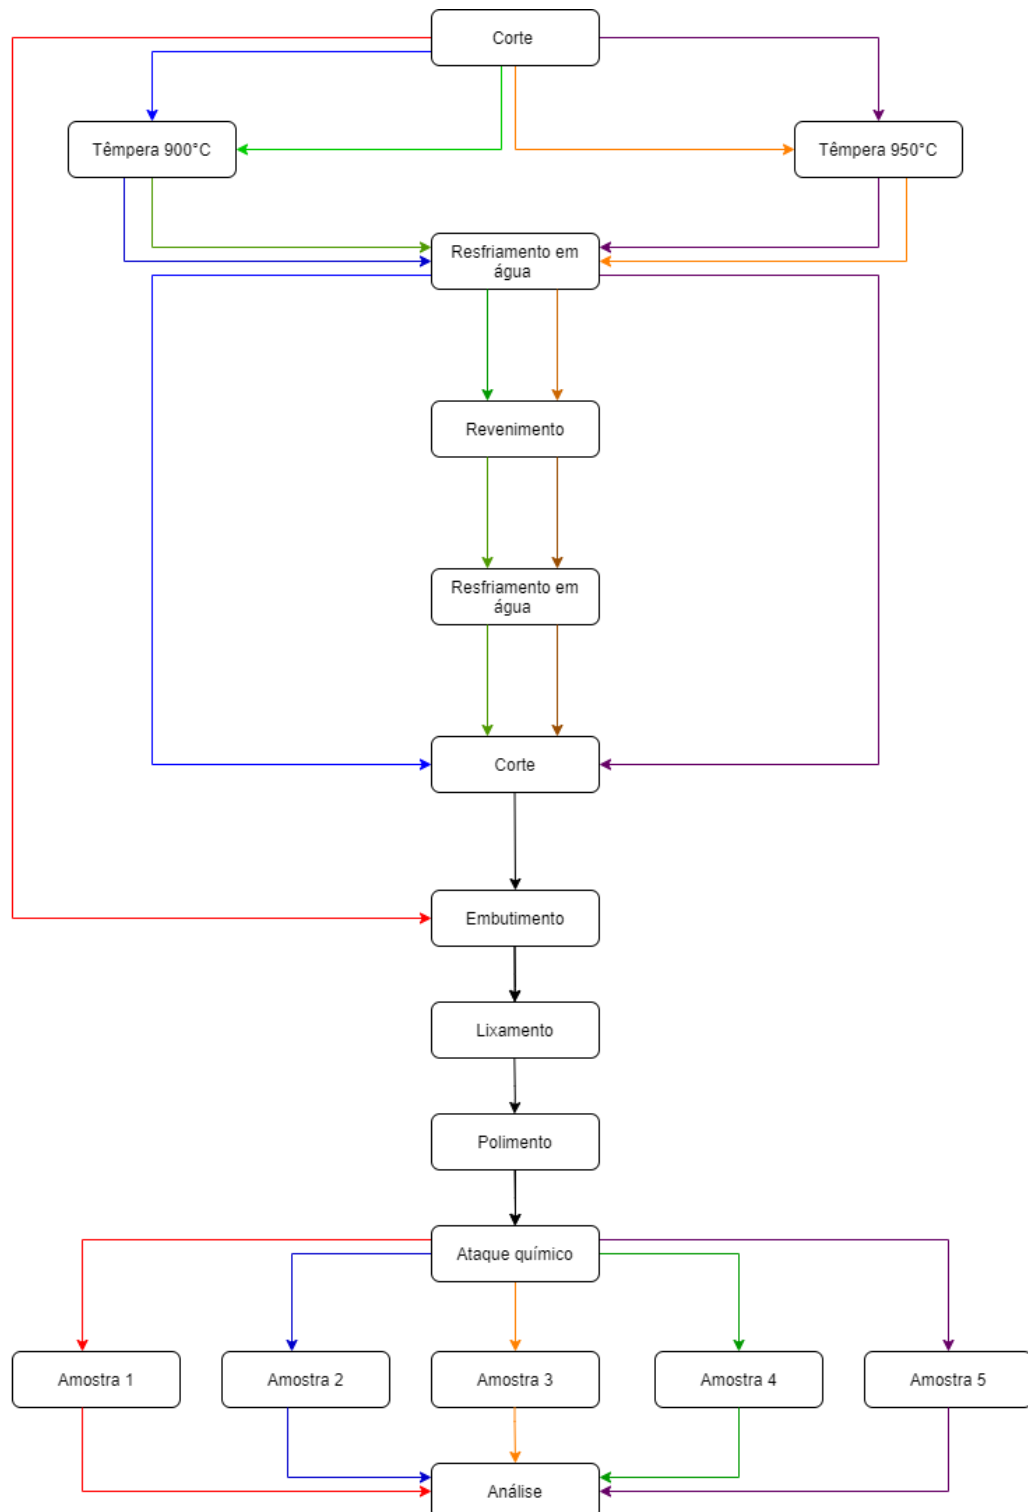 Corte
Têmpera 900°C
Têmpera 950°C
Resfriamento em
água
Revenimento
Resfriamento em
água
Corte
Embutimento
Lixamento
Polimento
Ataque químico
Amostra 1
Amostra 2
Amostra 3
Amostra 4
Amostra 5
Análise